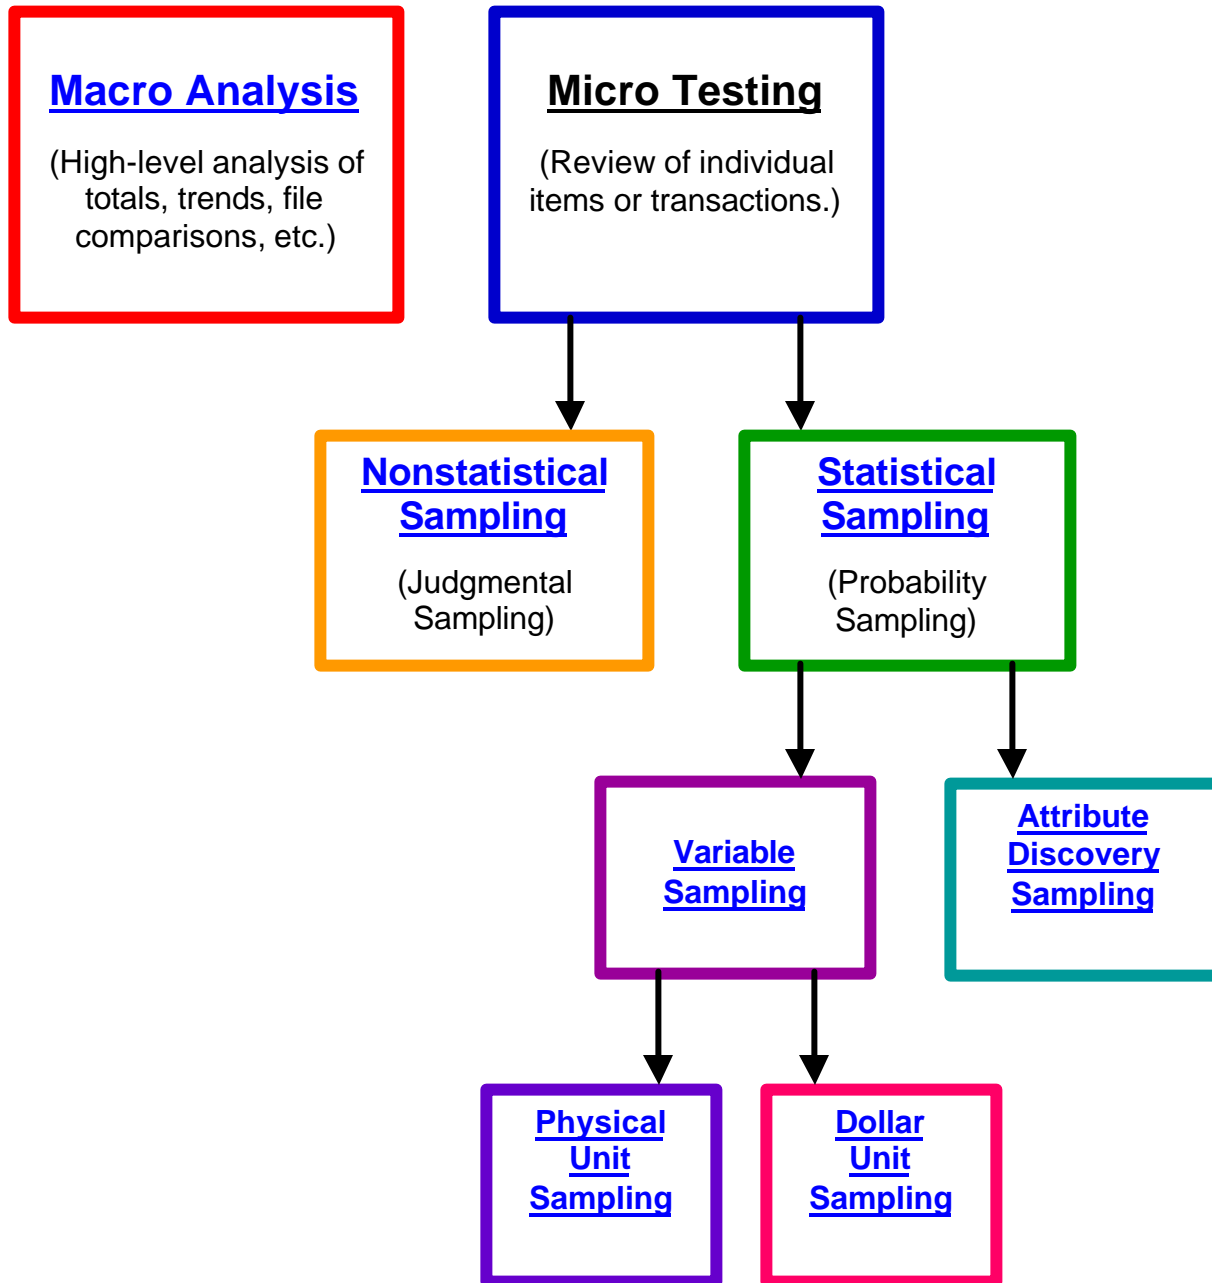 Macro Analysis
(High-level analysis of
totals, trends, file
comparisons, etc.)
Micro Testing
(Review of individual
items or transactions.)
Nonstatistical
Sampling
(Judgmental
Sampling)
Statistical
Sampling
(Probability
Sampling)
Variable
Sampling
Attribute
Discovery
Sampling
Physical
Unit
Sampling
Dollar
Unit
Sampling